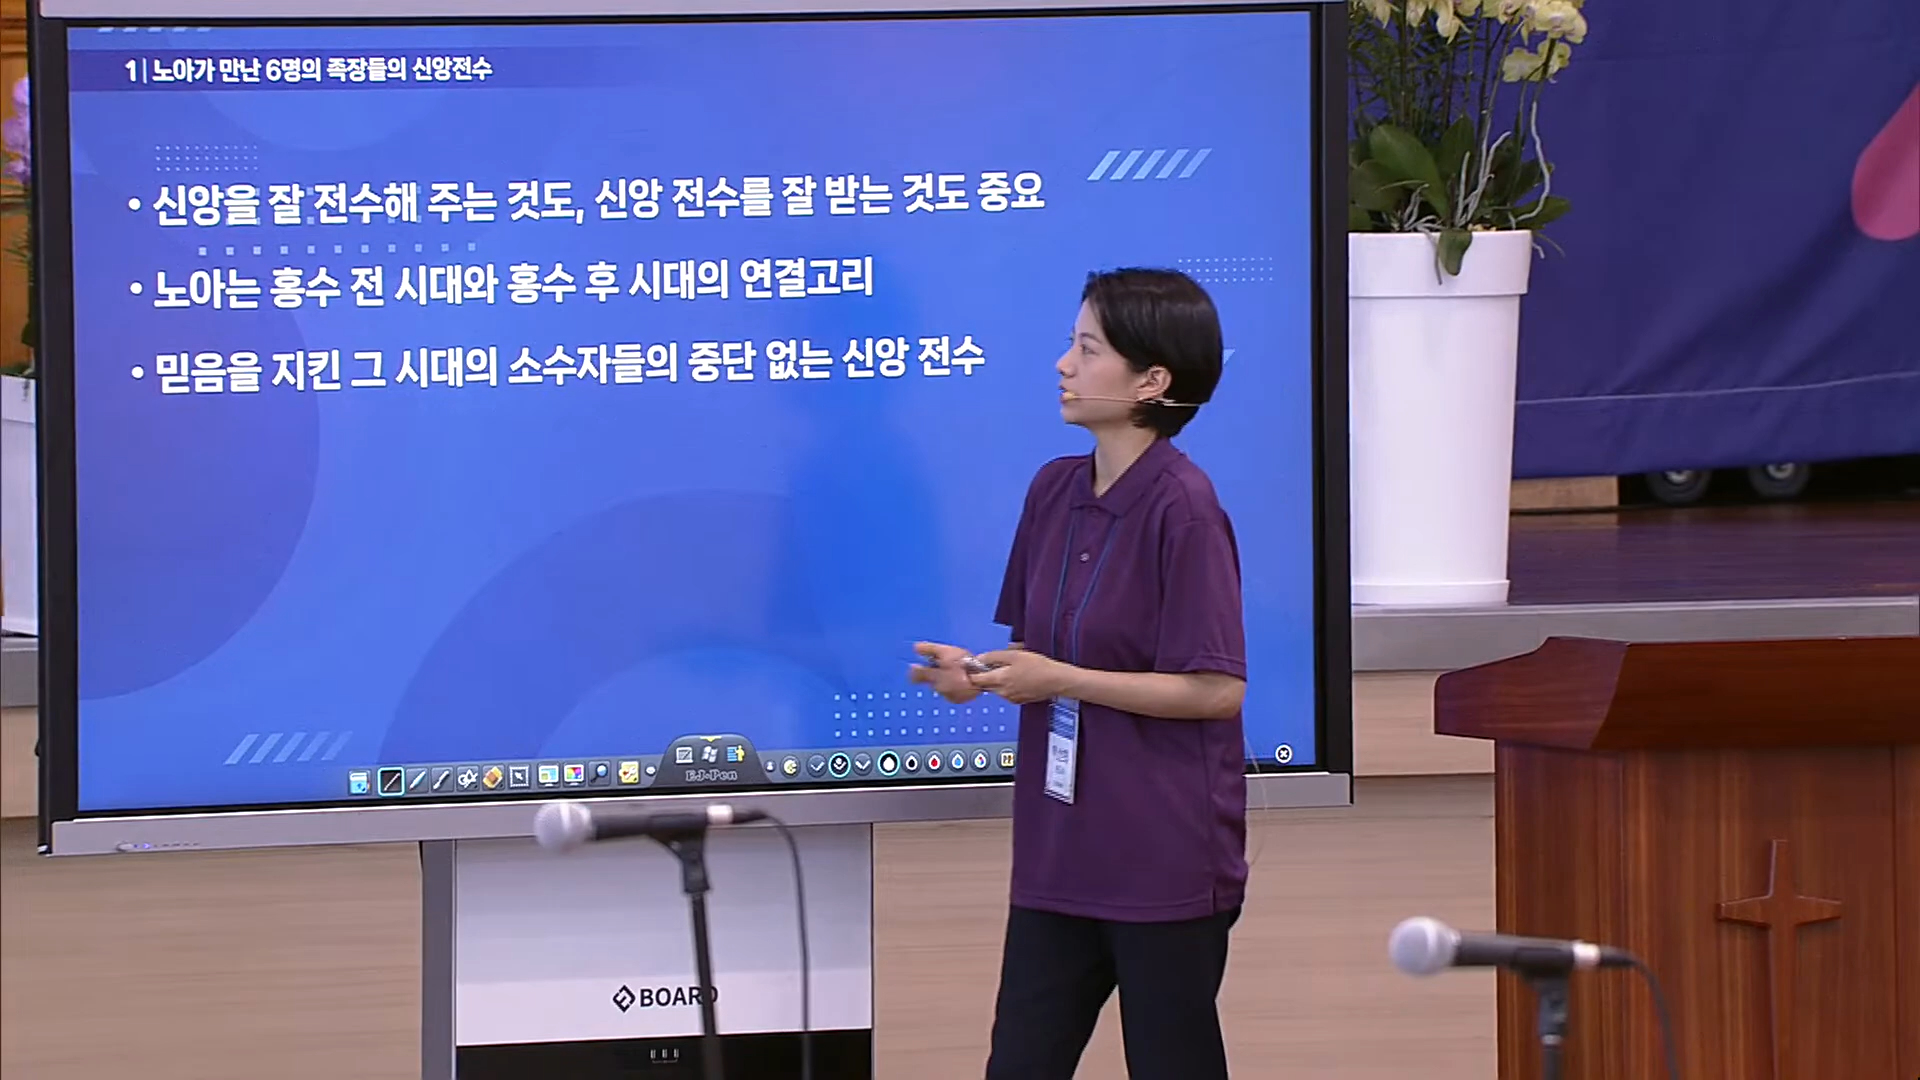 1 | 노아가 만난 6명의 족장들의 신앙전수
• 신앙을 잘 전수해 주는 것도, 신앙 전수를 잘 받는 것도 중요
• 노아는 홍수 전 시대와 홍수 후 시대의 연결고리
• 믿음을 지킨 그 시대의 소수자들의 중단 없는 신앙 전수
EJ-Pen
BOARD